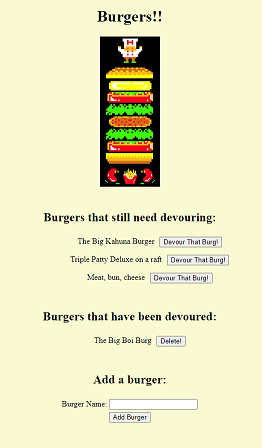 Burgers!!
Burgers that still need devouring:
The Big Kahuna Burger Devour That Burg!
Triple Patty Deluxe on a raft Devour That Burg!
Meat, bun, cheese Devour That Burg!
Burgers that have been devoured:
The Big Boi Burg Delete!
Add a burger:
Burger Name:
Add Burger